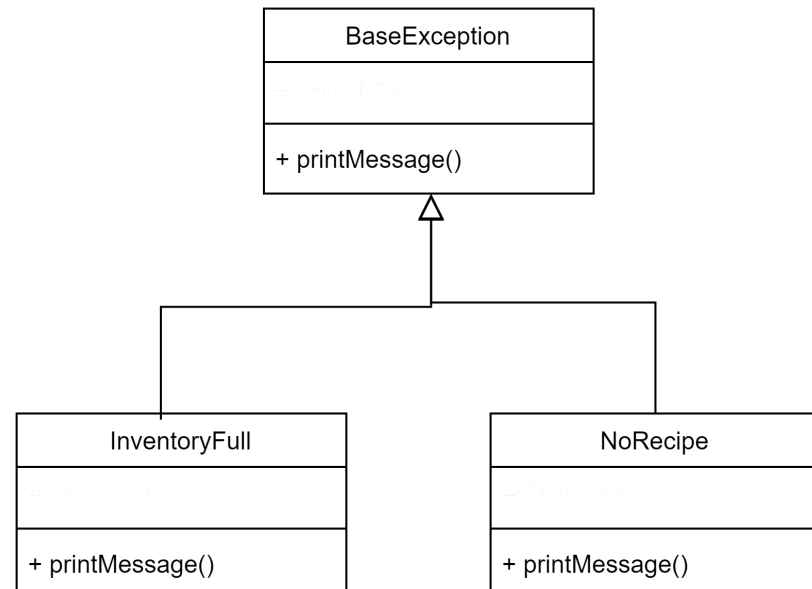 BaseException
+ printMessage()
InventoryFull
+ printMessage()
NoRecipe
+ printMessage()